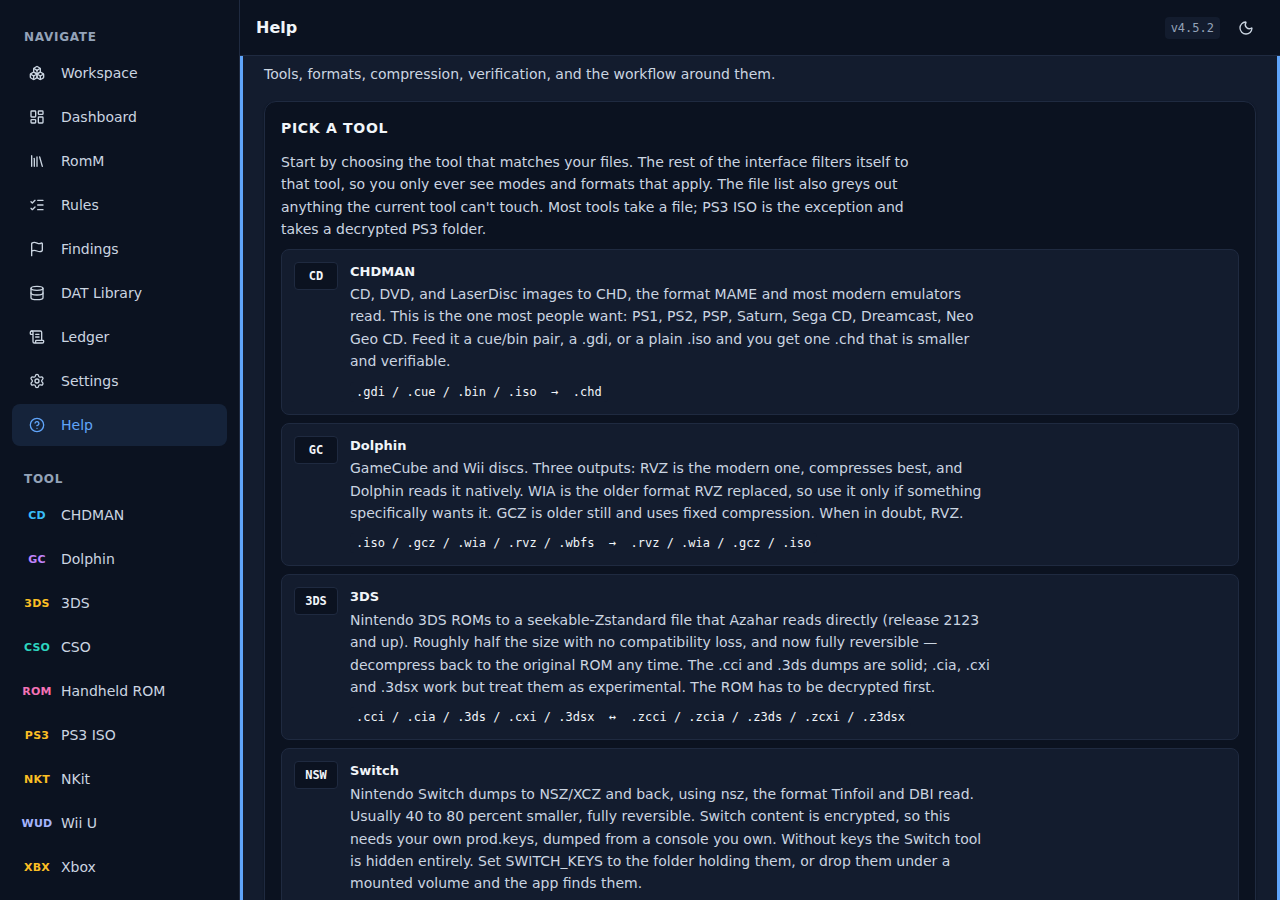 NAVIGATE
Workspace
Dashboard
RomM
Rules
Findings
DAT Library
Ledger
Settings
Help
TOOL
CD CHDMAN
GC Dolphin
3DS 3DS
CSO CSO
ROM Handheld ROM
PS3 PS3 ISO
NKT NKit
WUD Wii U
XBX Xbox
Help
v4.5.2
Tools, formats, compression, verification, and the workflow around them.
PICK A TOOL
Start by choosing the tool that matches your files. The rest of the interface filters itself to
that tool, so you only ever see modes and formats that apply. The file list also greys out
anything the current tool can't touch. Most tools take a file; PS3 ISO is the exception and
takes a decrypted PS3 folder.
CD
CHDMAN
CD, DVD, and LaserDisc images to CHD, the format MAME and most modern emulators
read. This is the one most people want: PS1, PS2, PSP, Saturn, Sega CD, Dreamcast, Neo
Geo CD. Feed it a cue/bin pair, a .gdi, or a plain .iso and you get one .chd that is smaller
and verifiable.
.gdi / .cue / .bin / .iso → .chd
GC
Dolphin
GameCube and Wii discs. Three outputs: RVZ is the modern one, compresses best, and
Dolphin reads it natively. WIA is the older format RVZ replaced, so use it only if something
specifically wants it. GCZ is older still and uses fixed compression. When in doubt, RVZ.
.iso / .gcz / .wia / .rvz / .wbfs → .rvz / .wia / .gcz / .iso
3DS
3DS
Nintendo 3DS ROMs to a seekable-Zstandard file that Azahar reads directly (release 2123
and up). Roughly half the size with no compatibility loss, and now fully reversible —
decompress back to the original ROM any time. The .cci and .3ds dumps are solid; .cia, .cxi
and .3dsx work but treat them as experimental. The ROM has to be decrypted first.
.cci / .cia / .3ds / .cxi / .3dsx ↔ .zcci / .zcia / .z3ds / .zcxi / .z3dsx
NSW
Switch
Nintendo Switch dumps to NSZ/XCZ and back, using nsz, the format Tinfoil and DBI read.
Usually 40 to 80 percent smaller, fully reversible. Switch content is encrypted, so this
needs your own prod.keys, dumped from a console you own. Without keys the Switch tool
is hidden entirely. Set SWITCH_KEYS to the folder holding them, or drop them under a
mounted volume and the app finds them.